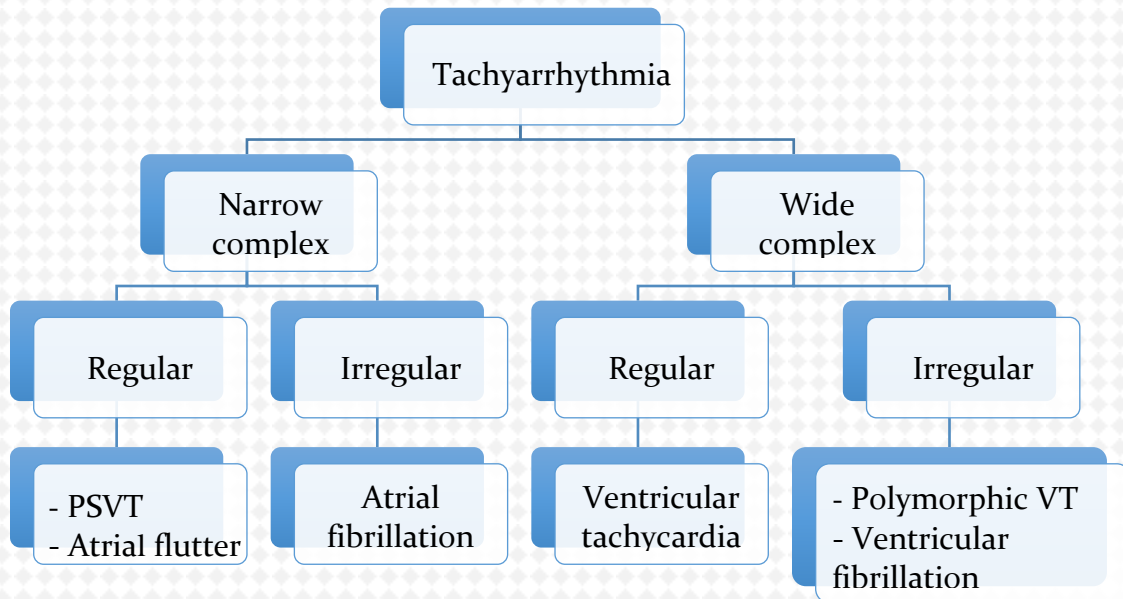 Tachyarrhythmia
Narrow
complex
Wide
complex
Regular
Irregular
Regular
Irregular
- PSVT
- Atrial flutter
Atrial
fibrillation
Ventricular
tachycardia
- Polymorphic VT
- Ventricular
fibrillation